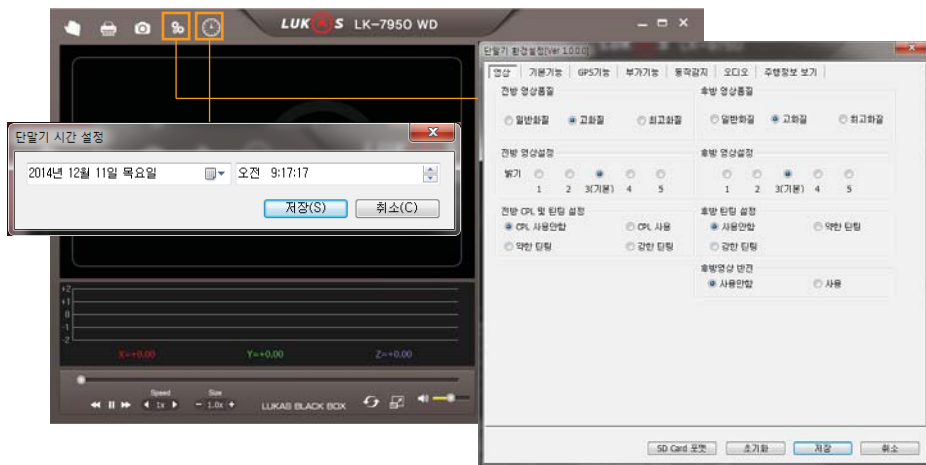 LUKAS LK-7950 WD
단말기 시간 설정
2014년 12월 11일 목요일
오전 9:17:17
저장(S)
취소(C)
+2
+1
0
-1
-2
X=+0.00 Y=+0.00 Z=+0.00
Speed Size
1x - 1.0x +
LUKAS BLACK BOX
단말기 환경설정[Ver 1.0.0.0]
영상 기본기능 GPS기능 부가기능 동작감지 오디오 주행정보 보기
전방 영상품질
일반화질 고화질 최고화질
후방 영상품질
일반화질 고화질 최고화질
전방 영상설정
밝기
1 2 3(기본) 4 5
후방 영상설정
1 2 3(기본) 4 5
전방 CPL 및 틴팅 설정
CPL 사용안함 CPL 사용
약한 틴팅 강한 틴팅
후방 틴팅 설정
사용안함 약한 틴팅
강한 틴팅
후방영상 반전
사용안함 사용
SD Card 포맷 초기화 저장 취소